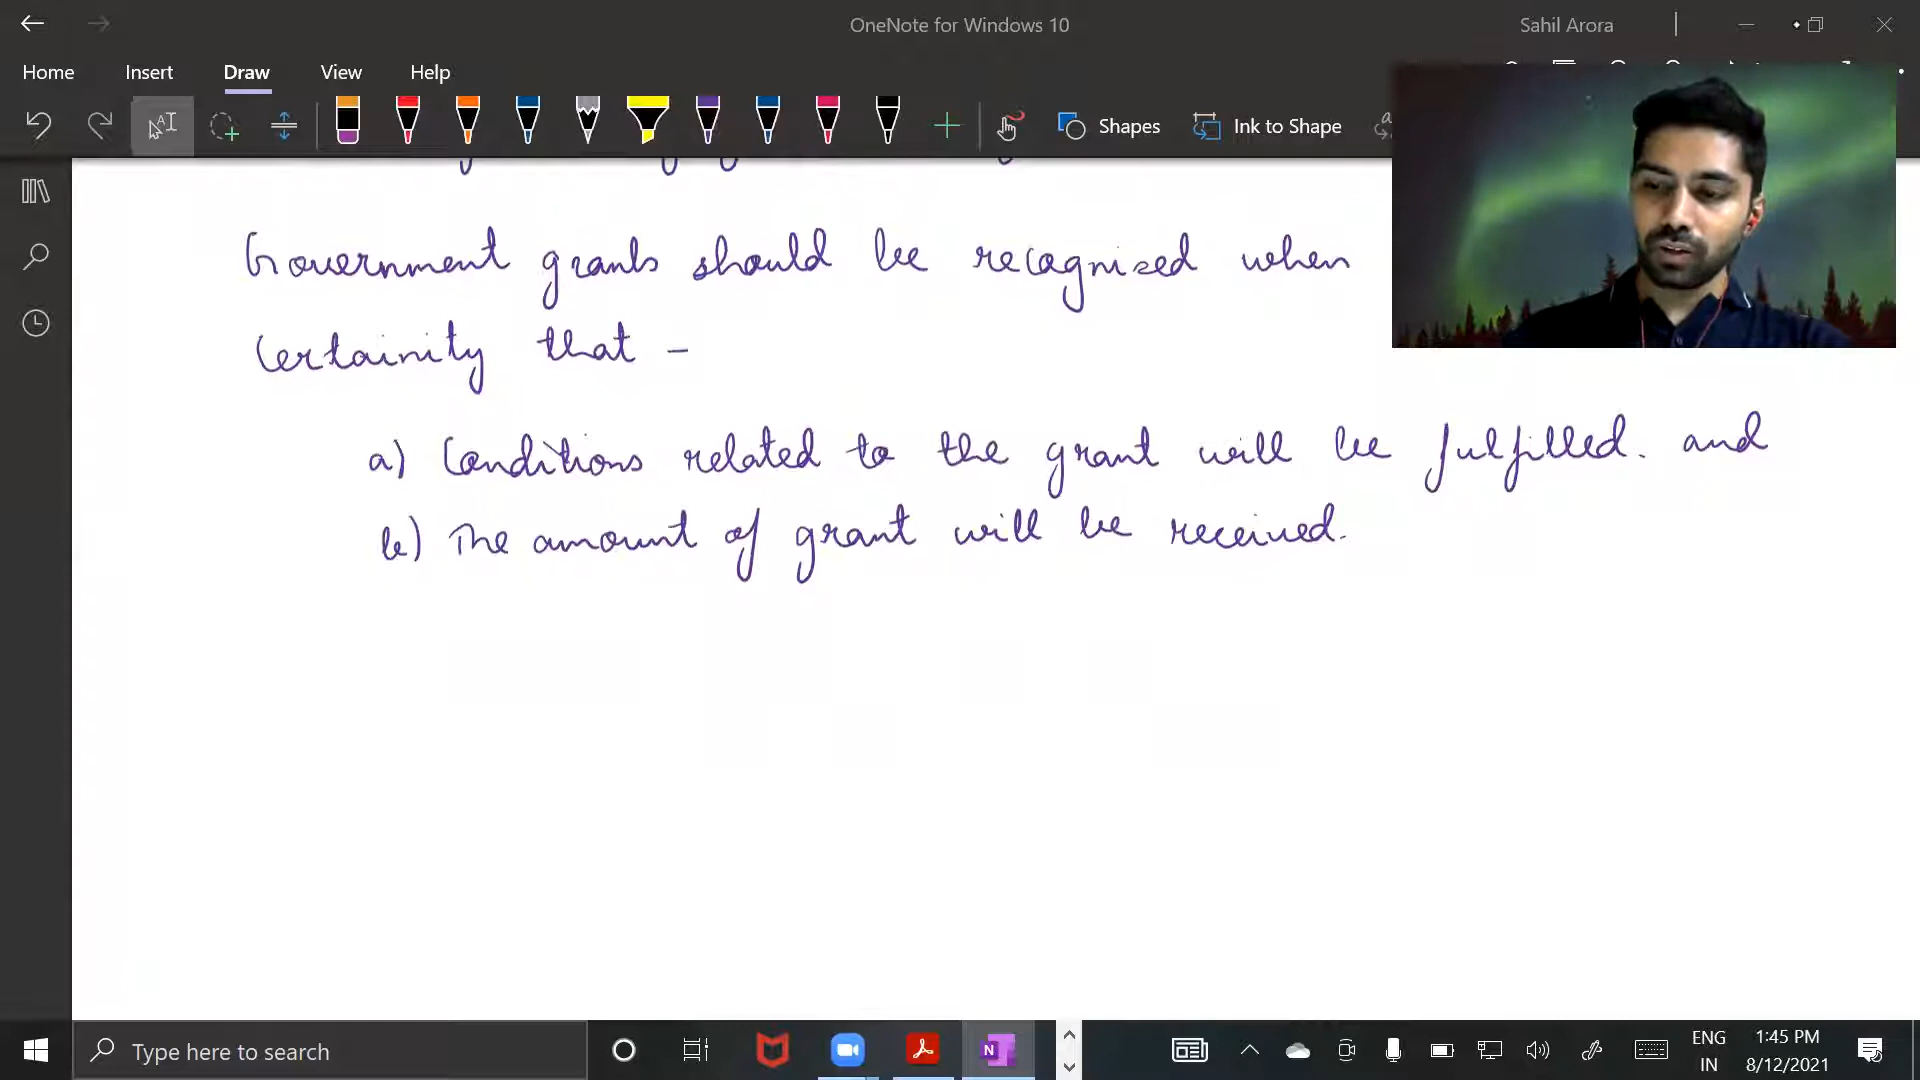 OneNote for Windows 10
Sahil Arora
Home Insert Draw View Help
Shapes Ink to Shape
Government grants should be recognized when
certainity that -
a) Conditions related to the grant will be fulfilled. and
b) The amount of grant will be received.
Type here to search
ENG
IN
1:45 PM
8/12/2021